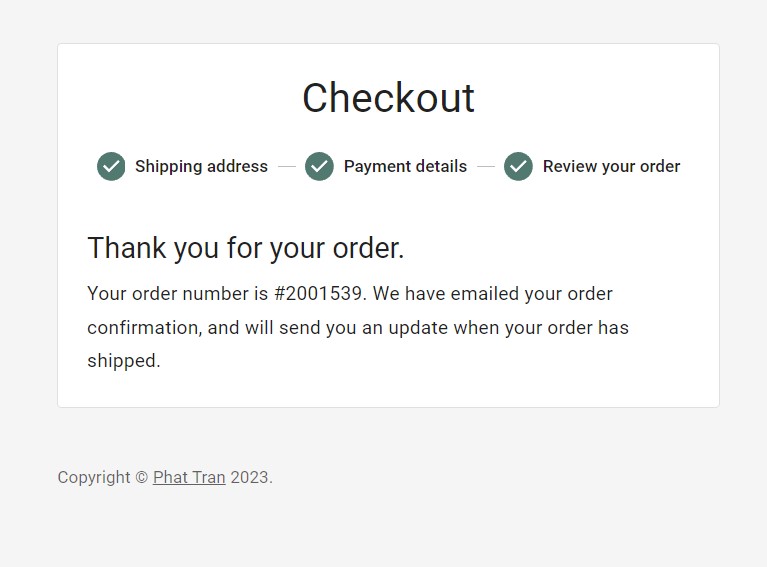 Checkout
Shipping address Payment details Review your order
Thank you for your order.
Your order number is #2001539. We have emailed your order
confirmation, and will send you an update when your order has
shipped.
Copyright © Phat Tran 2023.